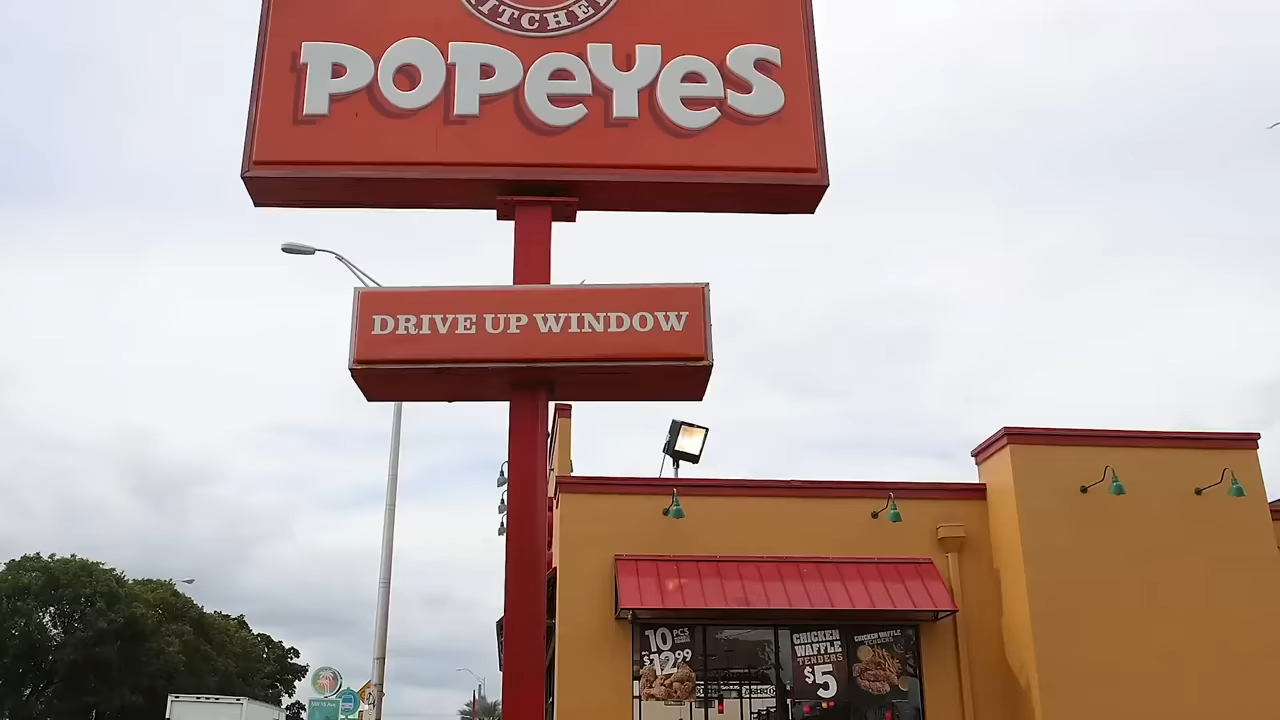 KITCHEN
POPEYES
DRIVE UP WINDOW
10 PCS
$12.99
CHICKEN
WAFFLE
TENDERS
$5
CHICKEN WAFFLE
TENDERS